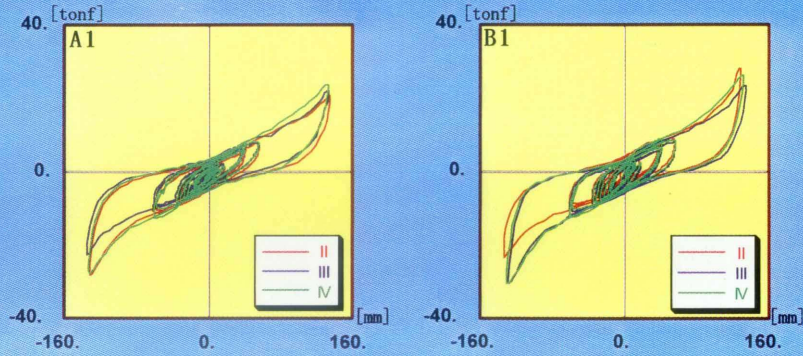 [tonf]
40.
A1
0.
II
III
IV
-40.
[mm]
-160.
0.
160.
[tonf]
40.
B1
0.
II
III
IV
-40.
[mm]
-160.
0.
160.